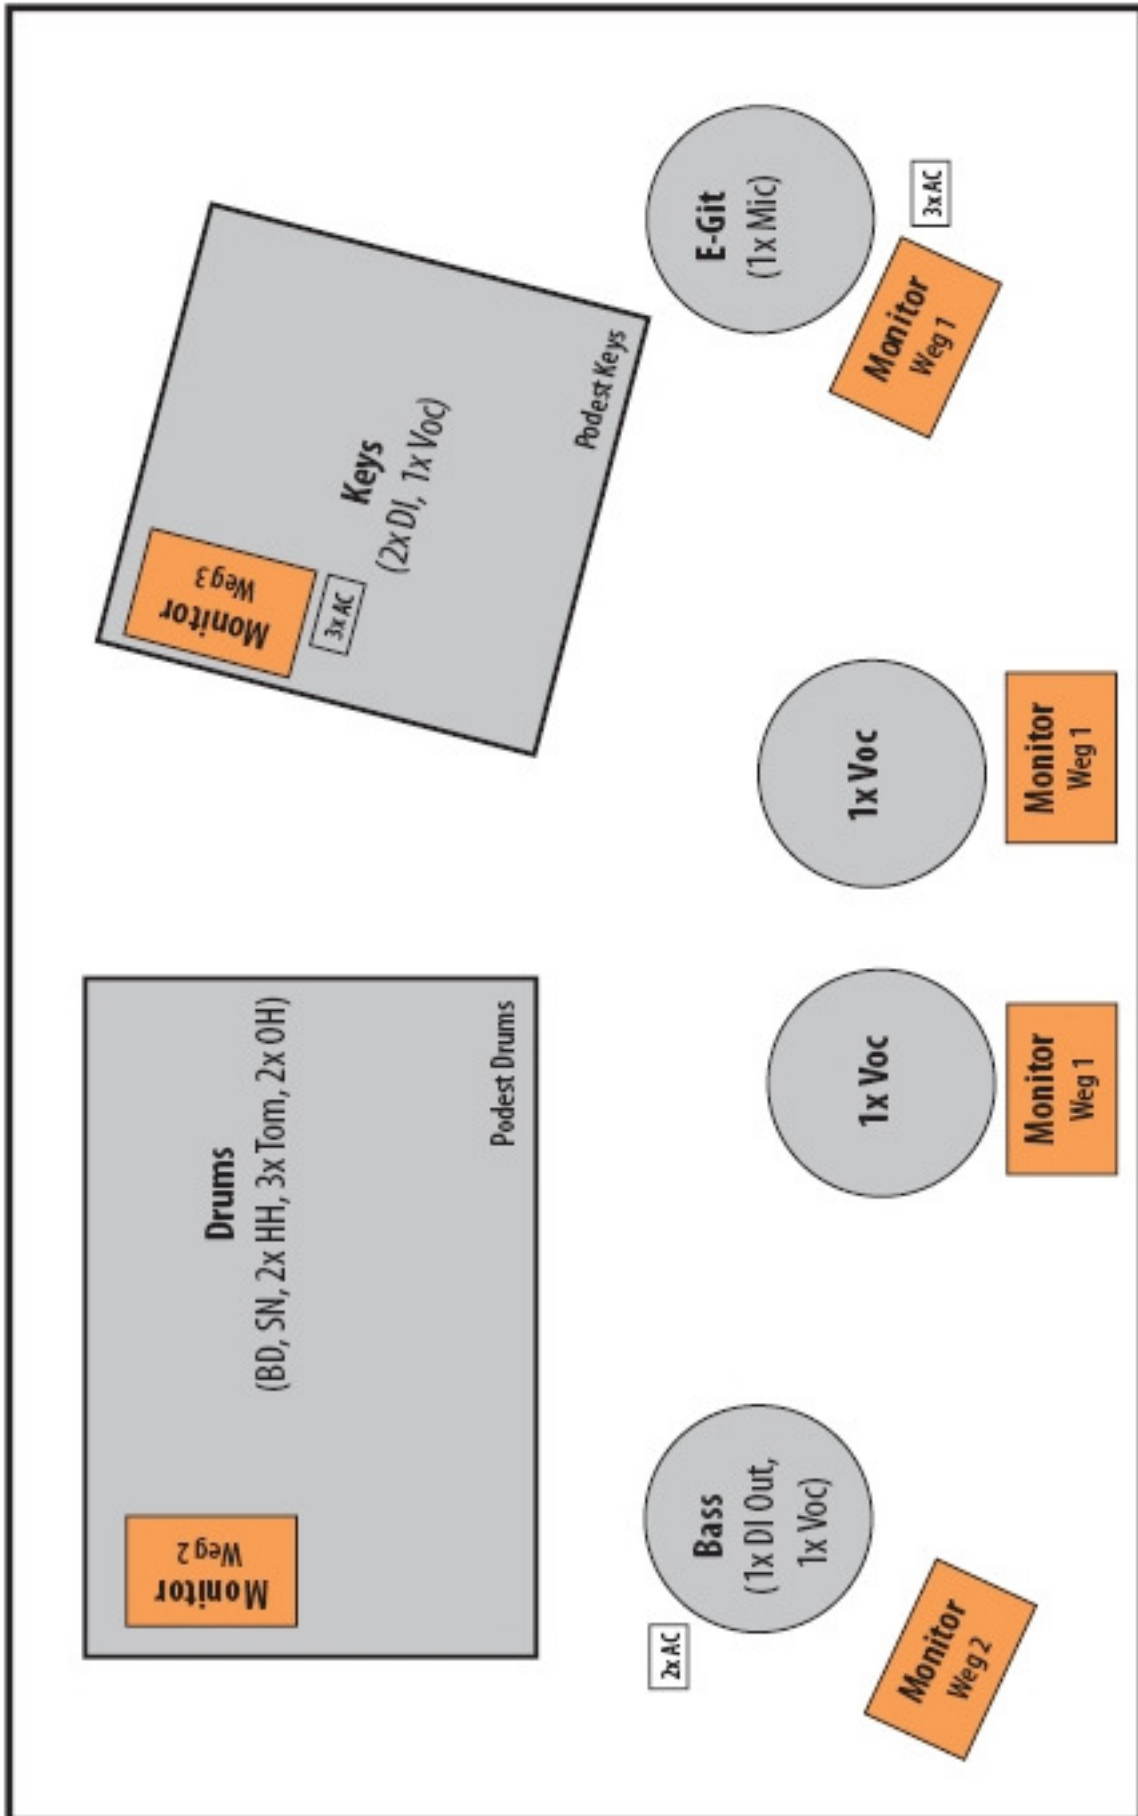 Monitor
Weg 2
Drums
(BD, SN, 2x HH, 3x Tom, 2x OH)
Podest Drums
Monitor
Weg 3
3x AC
Keys
(2x DI, 1x Voc)
Podest Keys
2x AC
Bass
(1x DI Out,
1x Voc)
Monitor
Weg 2
1x Voc
Monitor
Weg 1
1x Voc
Monitor
Weg 1
E-Git
(1x Mic)
3x AC
Monitor
Weg 1